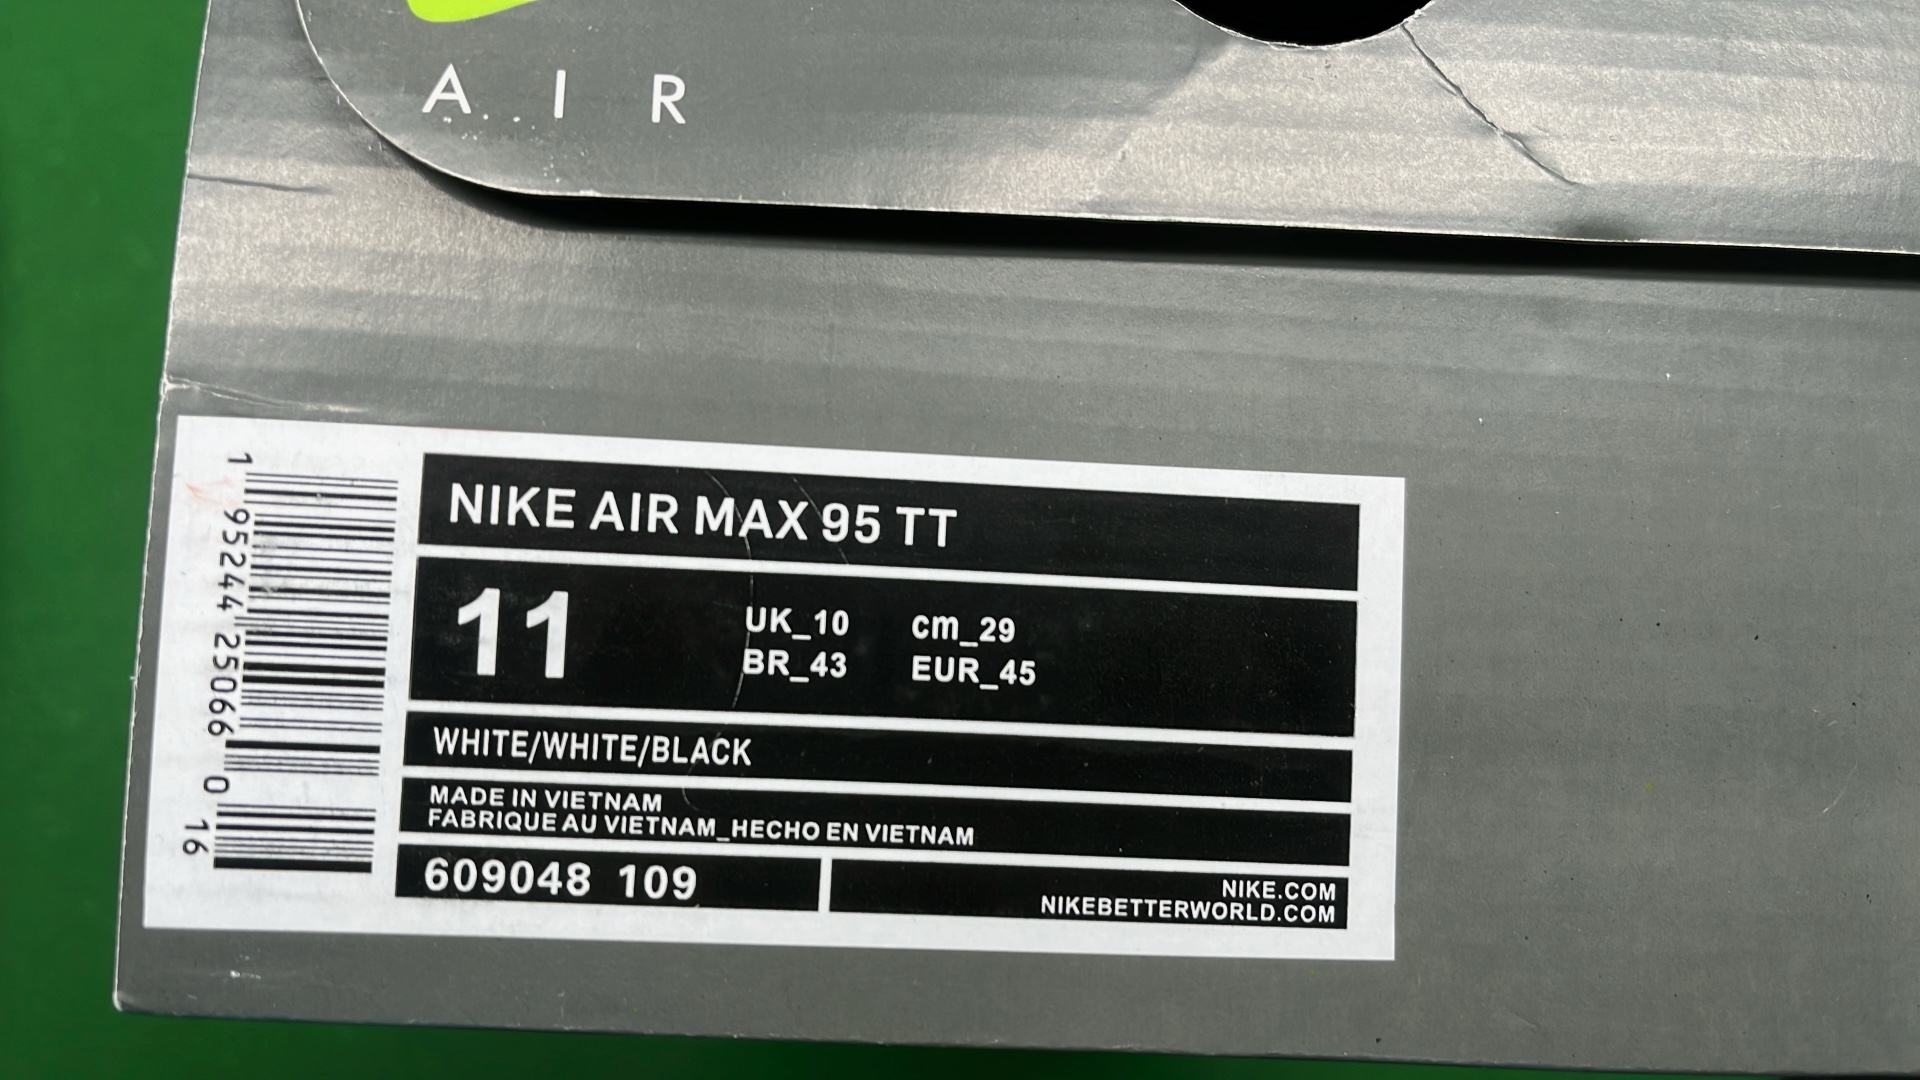 AIR
NIKE AIR MAX 95 TT
11
UK_10 cm_29
BR_43 EUR_45
WHITE/WHITE/BLACK
MADE IN VIETNAM
FABRIQUE AU VIETNAM_HECHO EN VIETNAM
609048 109
NIKE.COM
NIKEBETTERWORLD.COM
1 95244 25066 0 16